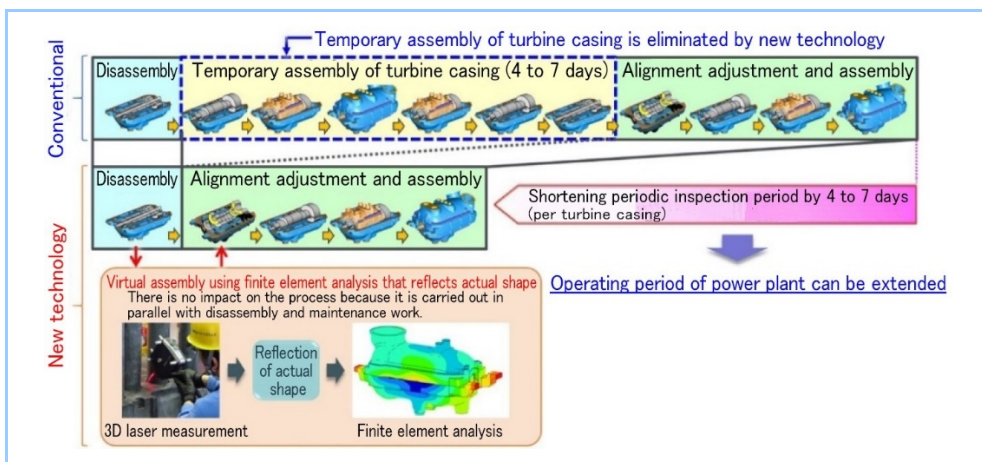 Temporary assembly of turbine casing is eliminated by new technology
Conventional
Disassembly
Temporary assembly of turbine casing (4 to 7 days)
Alignment adjustment and assembly
New technology
Disassembly
Alignment adjustment and assembly
Shortening periodic inspection period by 4 to 7 days
(per turbine casing)
Operating period of power plant can be extended
Virtual assembly using finite element analysis that reflects actual shape
There is no impact on the process because it is carried out in
parallel with disassembly and maintenance work.
Reflection
of actual
shape
3D laser measurement
Finite element analysis